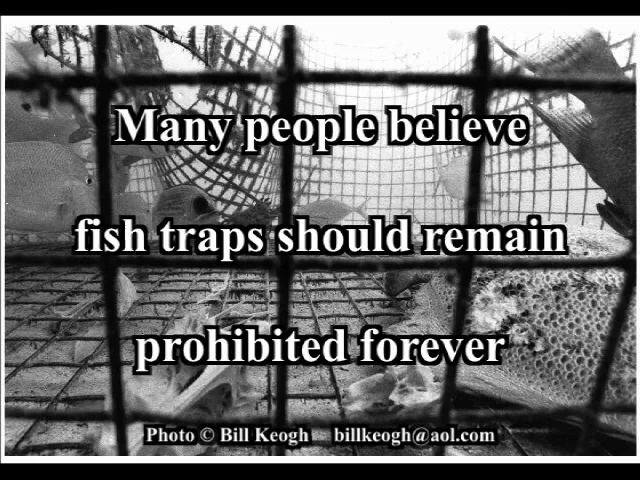 Many people believe
fish traps should remain
prohibited forever
Photo © Bill Keogh billkeogh@aol.com